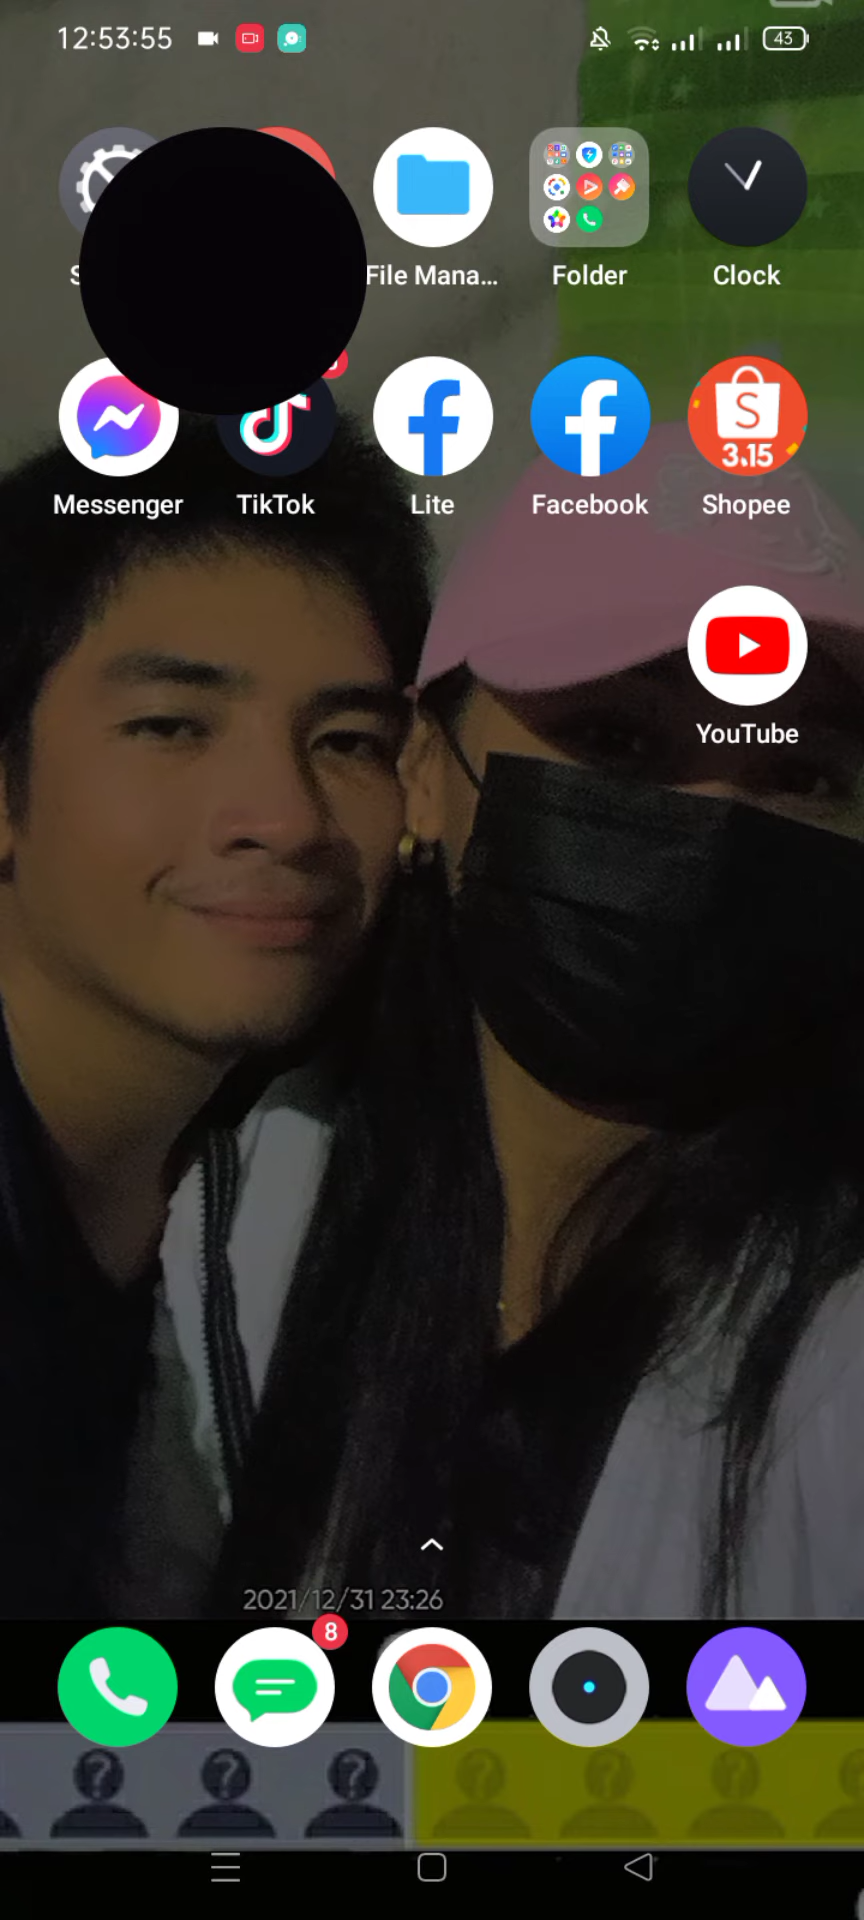 12:53:55
43
S
File Mana...
Folder
Clock
S
3.15
Messenger
TikTok
Lite
Facebook
Shopee
YouTube
2021/12/31 23:26
8
? ? ? ? ? ?